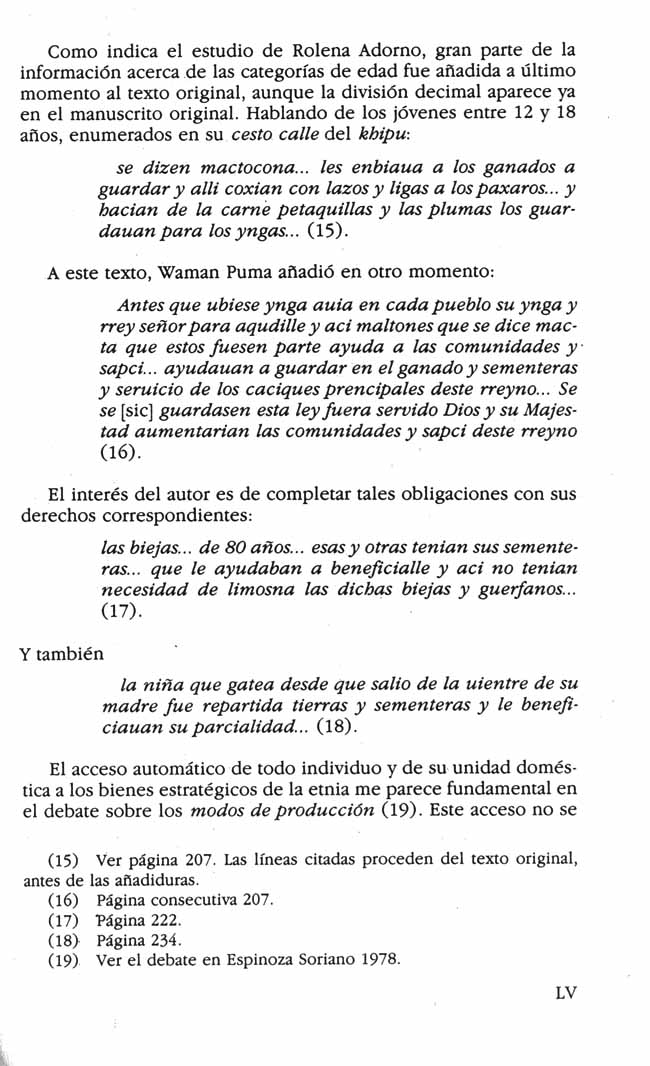 Como indica el estudio de Rolena Adorno, gran parte de la
información acerca de las categorías de edad fue añadida a último
momento al texto original, aunque la división decimal aparece ya
en el manuscrito original. Hablando de los jóvenes entre 12 y 18
años, enumerados en su cesto calle del khipu:
se dizen mactocona... les enbiaua a los ganados a
guardar y alli coxian con lazos y ligas a los paxaros... y
hacian de la carne petaquillas y las plumas los guar-
dauan para los yngas... (15).
A este texto, Waman Puma añadió en otro momento:
Antes que ubiese ynga auia en cada pueblo su ynga y
rrey señor para aqudille y aci maltones que se dice mac-
ta que estos fuesen parte ayuda a las comunidades y
sapci... ayudauan a guardar en el ganado y sementeras
y seruicio de los caciques prencipales deste rreyno... Se
se [sic] guardasen esta ley fuera servido Dios y su Majes-
tad aumentarian las comunidades y sapci deste rreyno
(16).
El interés del autor es de completar tales obligaciones con sus
derechos correspondientes:
las biejas... de 80 años... esas y otras tenian sus semente-
ras... que le ayudaban a beneficialle y aci no tenian
necesidad de limosna las dichas biejas y guerfanos...
(17).
Y también
la niña que gatea desde que salio de la uientre de su
madre fue repartida tierras y sementeras y le benefi-
ciauan su parcialidad... (18).
El acceso automático de todo individuo y de su unidad domés-
tica a los bienes estratégicos de la etnia me parece fundamental en
el debate sobre los modos de producción (19). Este acceso no se
(15) Ver página 207. Las líneas citadas proceden del texto original,
antes de las añadiduras.
(16) Página consecutiva 207.
(17) Página 222.
(18) Página 234.
(19) Ver el debate en Espinoza Soriano 1978.
LV